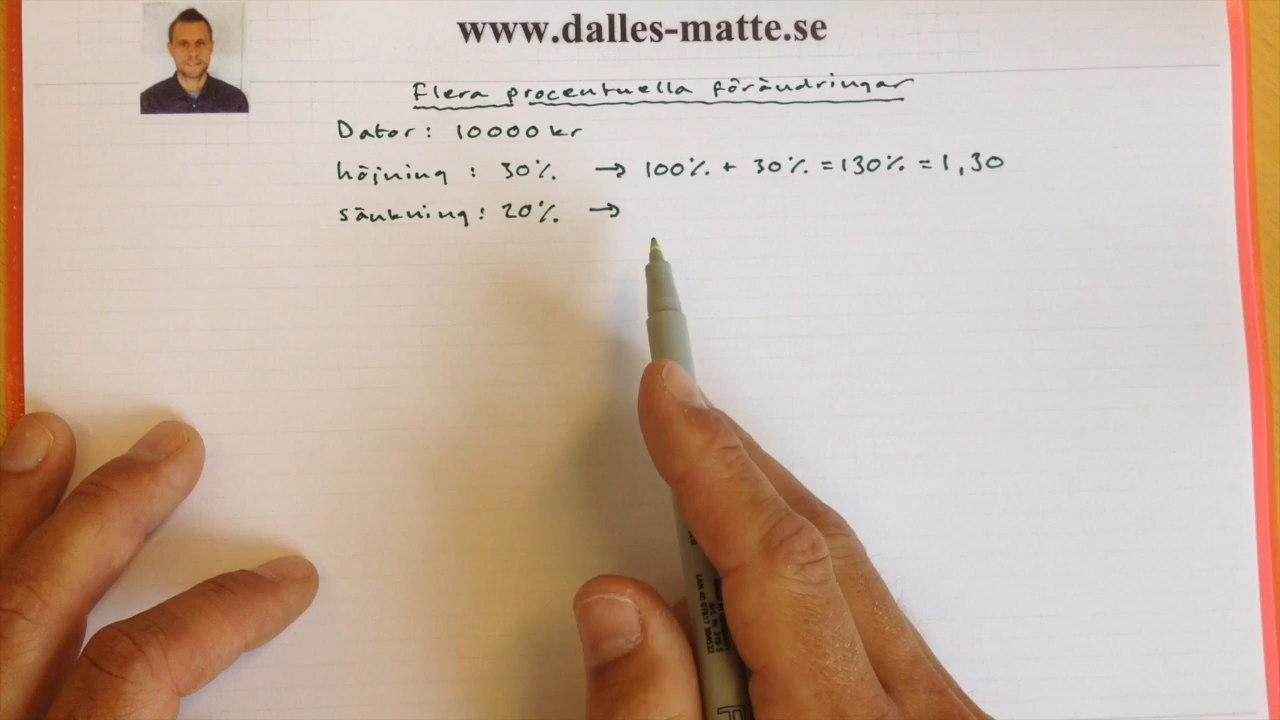 www.dalles-matte.se
Flera procentuella förändringar
Dator: 10000 kr
höjning: 30% → 100% + 30% = 130% = 1,30
sänkning: 20% →